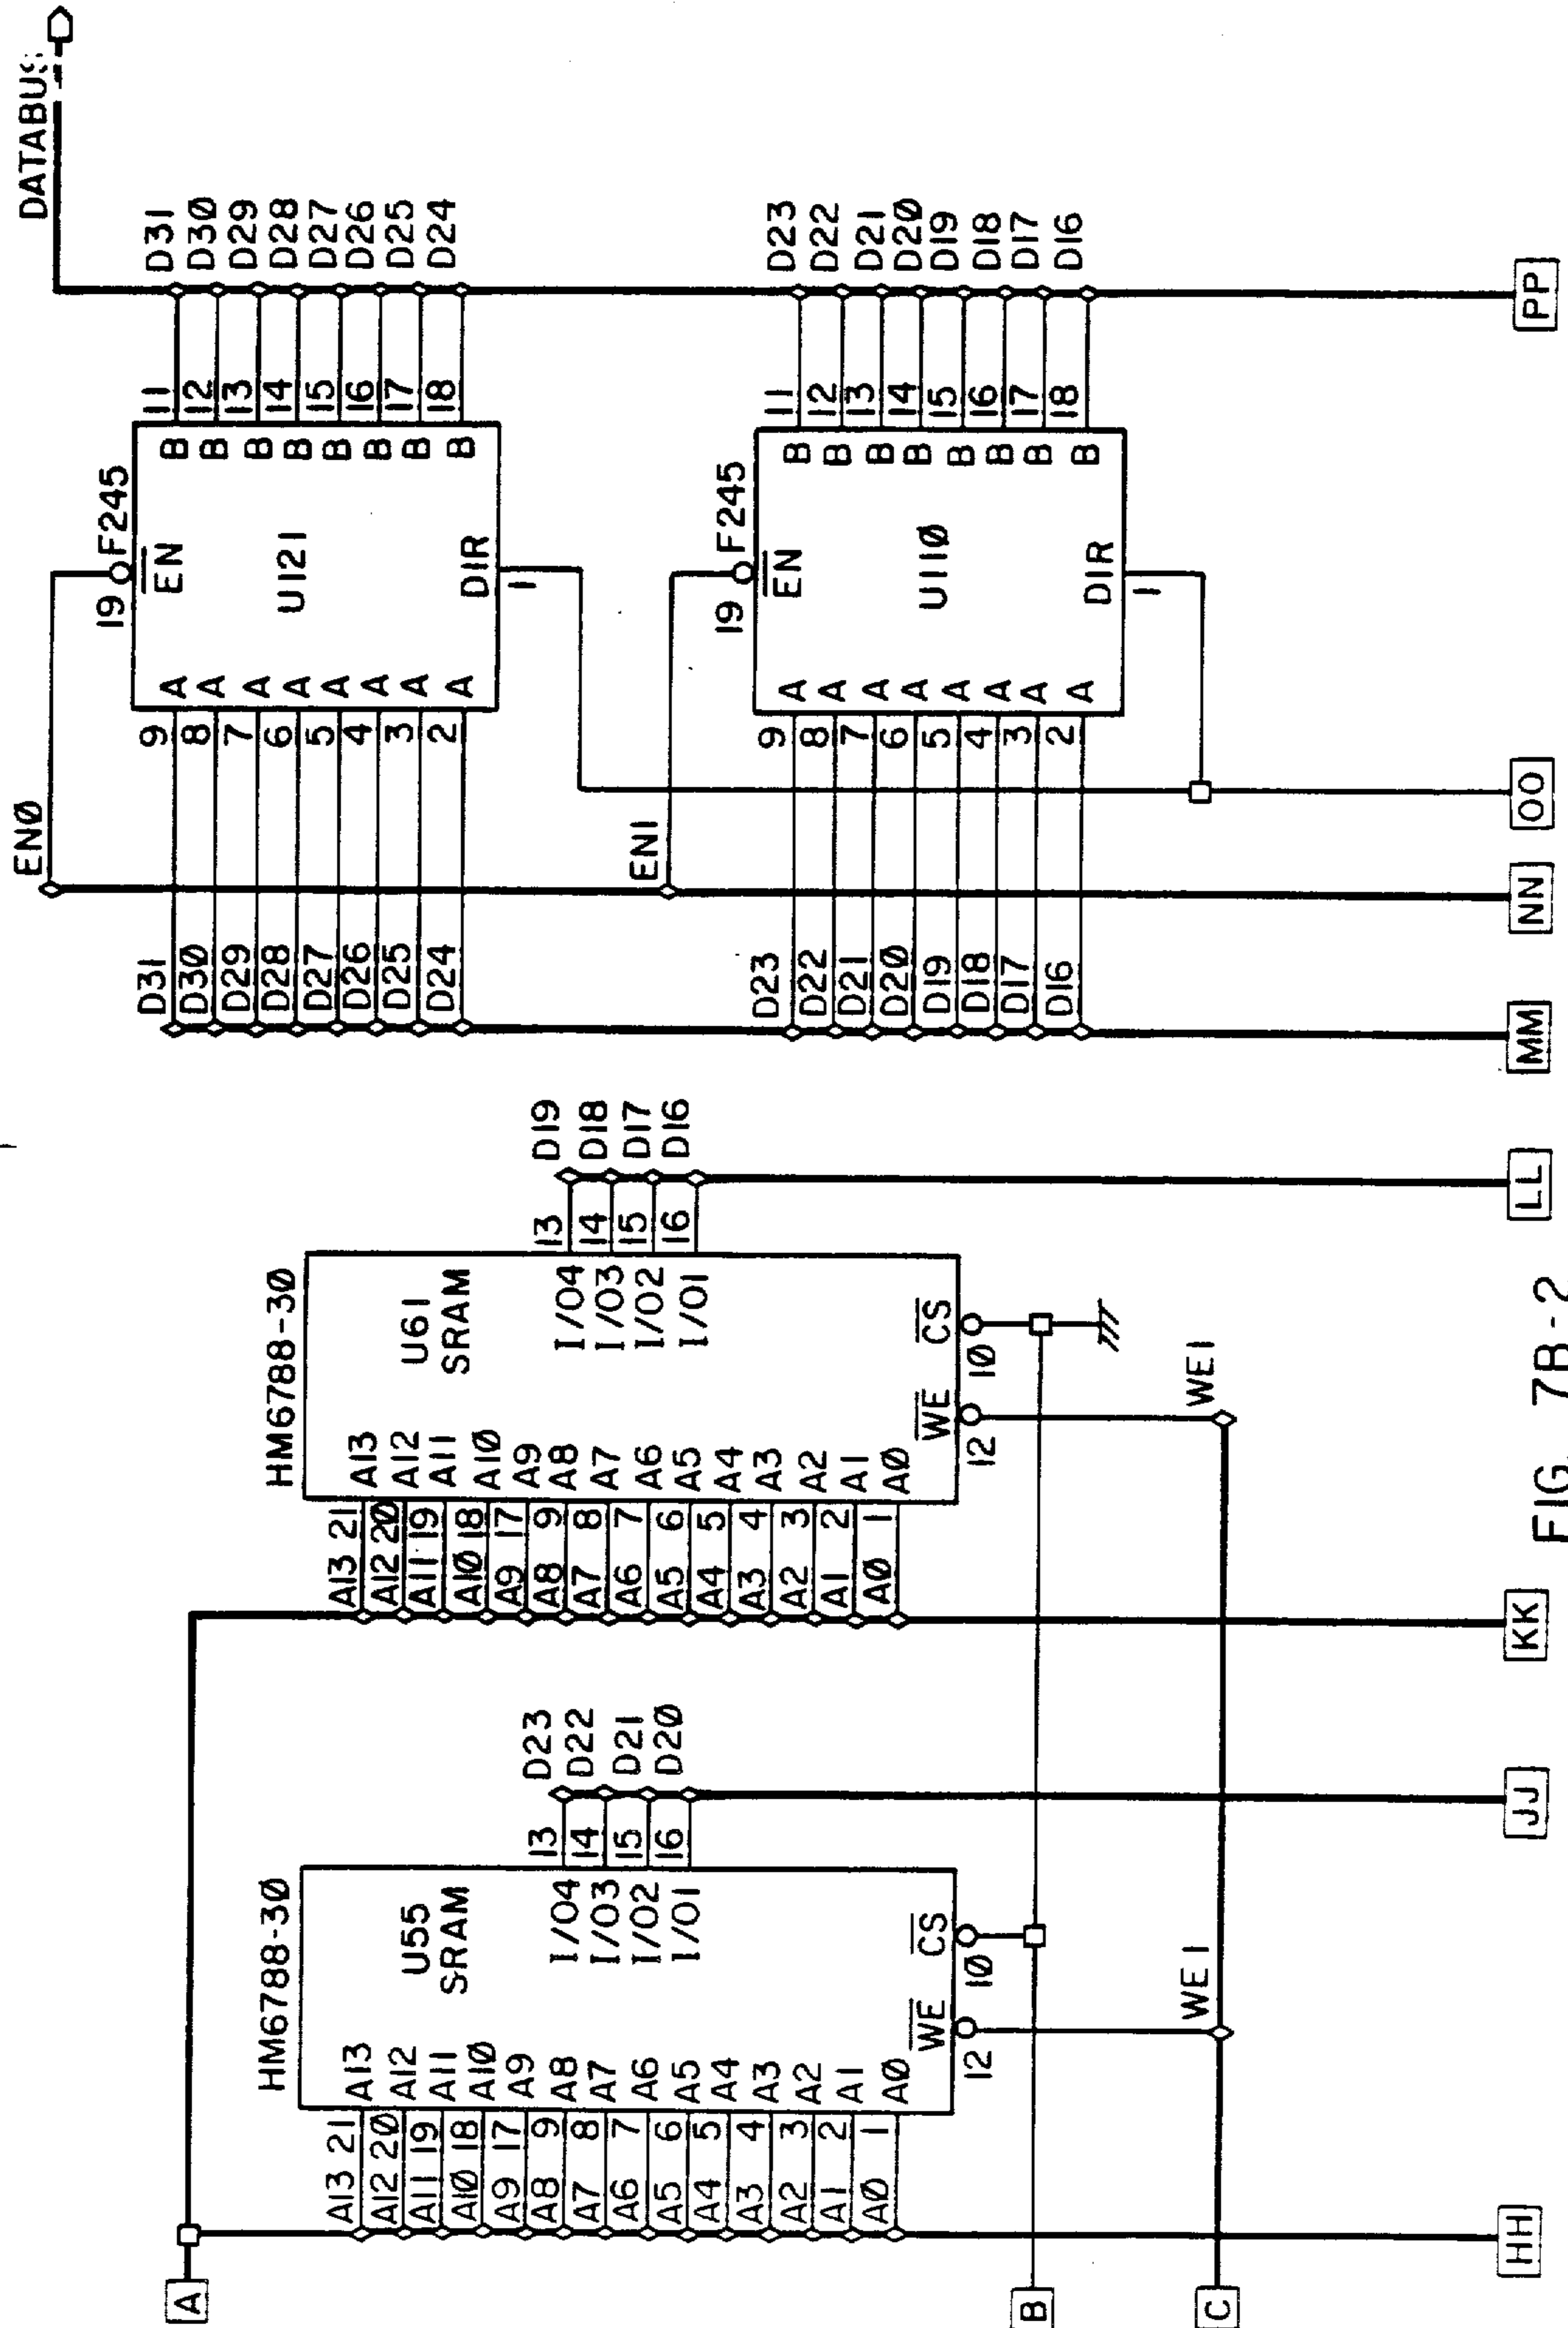 DATABUS
A
HM6788-30
U55
SRAM
A13 21 A13
A12 20 A12
A11 19 A11
A10 18 A10
A9 17 A9
A8 9 A8
A7 8 A7
A6 7 A6
A5 6 A5
A4 5 A4
A3 4 A3
A2 3 A2
A1 2 A1
A0 1 A0
I/O4 13 D23
I/O3 14 D22
I/O2 15 D21
I/O1 16 D20
WE CS
12 10
WE1
HM6788-30
U61
SRAM
A13 21 A13
A12 20 A12
A11 19 A11
A10 18 A10
A9 17 A9
A8 9 A8
A7 8 A7
A6 7 A6
A5 6 A5
A4 5 A4
A3 4 A3
A2 3 A2
A1 2 A1
A0 1 A0
I/O4 13 D19
I/O3 14 D18
I/O2 15 D17
I/O1 16 D16
WE CS
12 10
WE1
B
C
EN0
19 F245
EN
U121
DIR
1
D31 9 A B 11 D31
D30 8 A B 12 D30
D29 7 A B 13 D29
D28 6 A B 14 D28
D27 5 A B 15 D27
D26 4 A B 16 D26
D25 3 A B 17 D25
D24 2 A B 18 D24
EN1
19 F245
EN
U110
DIR
1
D23 9 A B 11 D23
D22 8 A B 12 D22
D21 7 A B 13 D21
D20 6 A B 14 D20
D19 5 A B 15 D19
D18 4 A B 16 D18
D17 3 A B 17 D17
D16 2 A B 18 D16
HH JJ KK LL MM NN OO PP
FIG. 7B-2